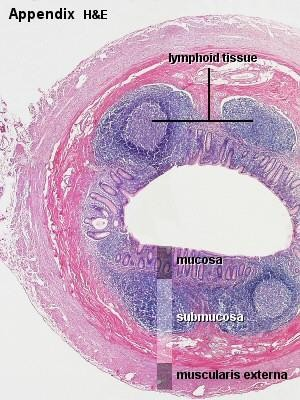 Appendix H&E
lymphoid tissue
mucosa
submucosa
muscularis externa